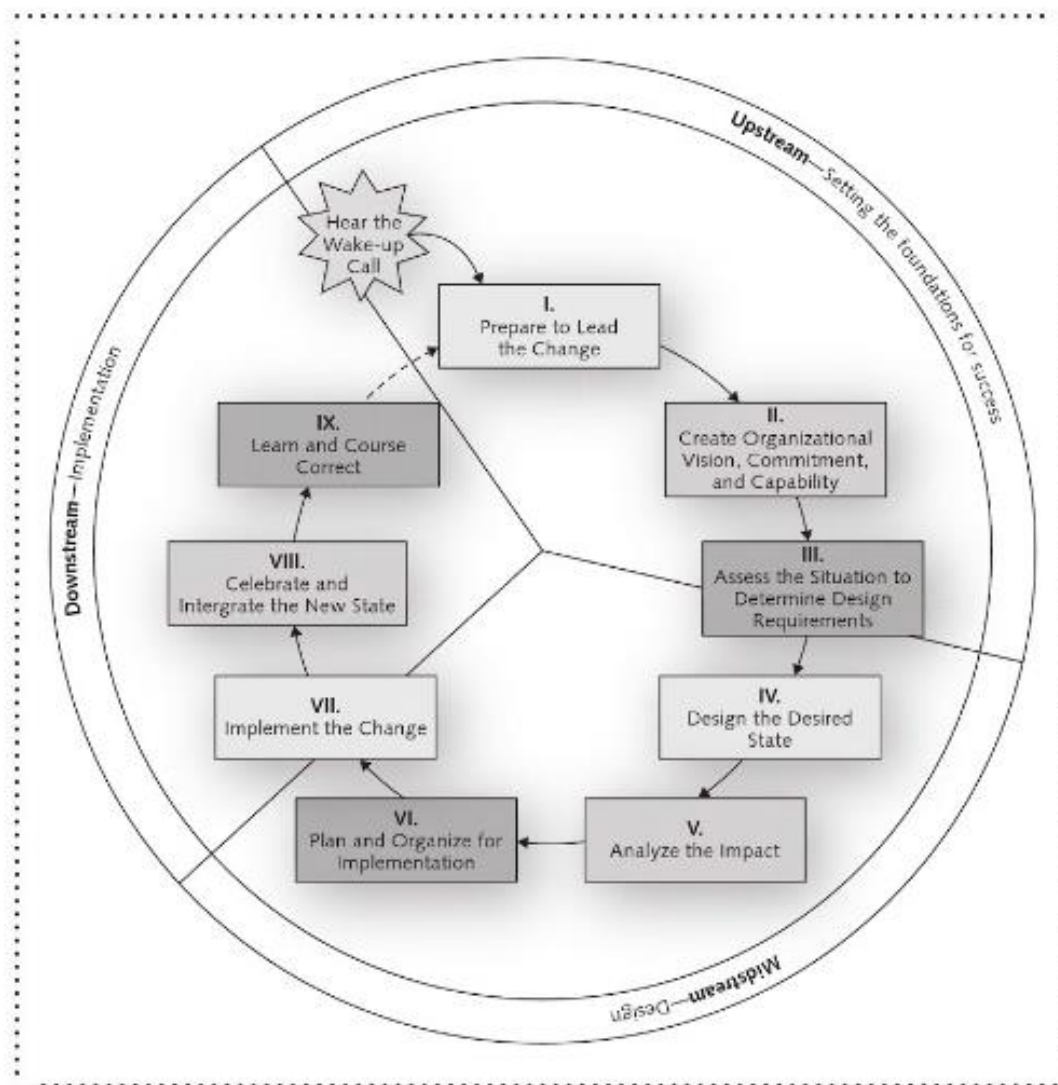 Upstream—Setting the foundations for success
Hear the
Wake-up
Call
I.
Prepare to Lead
the Change
II.
Create Organizational
Vision, Commitment,
and Capability
III.
Assess the Situation to
Determine Design
Requirements
IV.
Design the Desired
State
V.
Analyze the Impact
VI.
Plan and Organize for
Implementation
VII.
Implement the Change
VIII.
Celebrate and
Intergrate the New State
IX.
Learn and Course
Correct
Midstream—Design
Downstream—Implementation